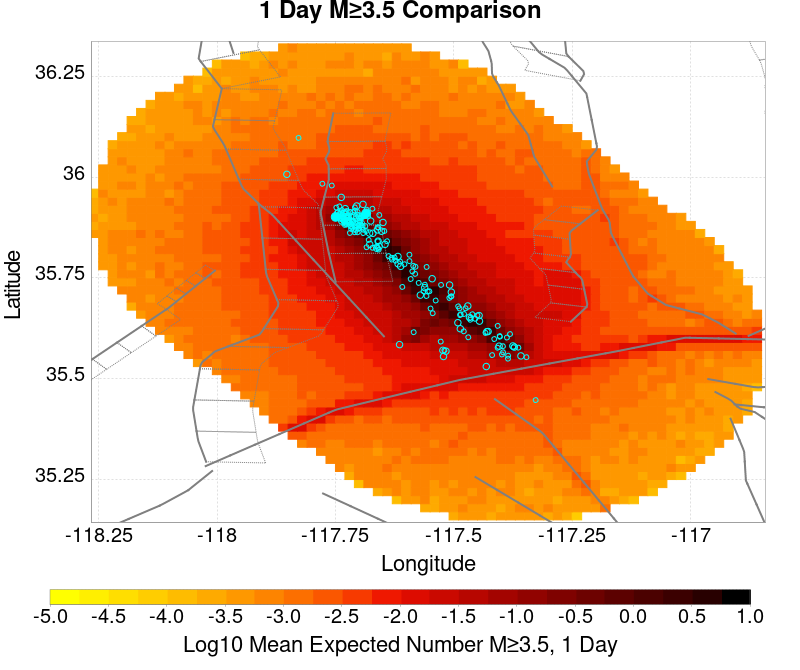 1 Day M≥3.5 Comparison
36.25
36
35.75
35.5
35.25
Latitude
-118.25 -118 -117.75 -117.5 -117.25 -117
Longitude
-5.0 -4.5 -4.0 -3.5 -3.0 -2.5 -2.0 -1.5 -1.0 -0.5 0.0 0.5 1.0
Log10 Mean Expected Number M≥3.5, 1 Day